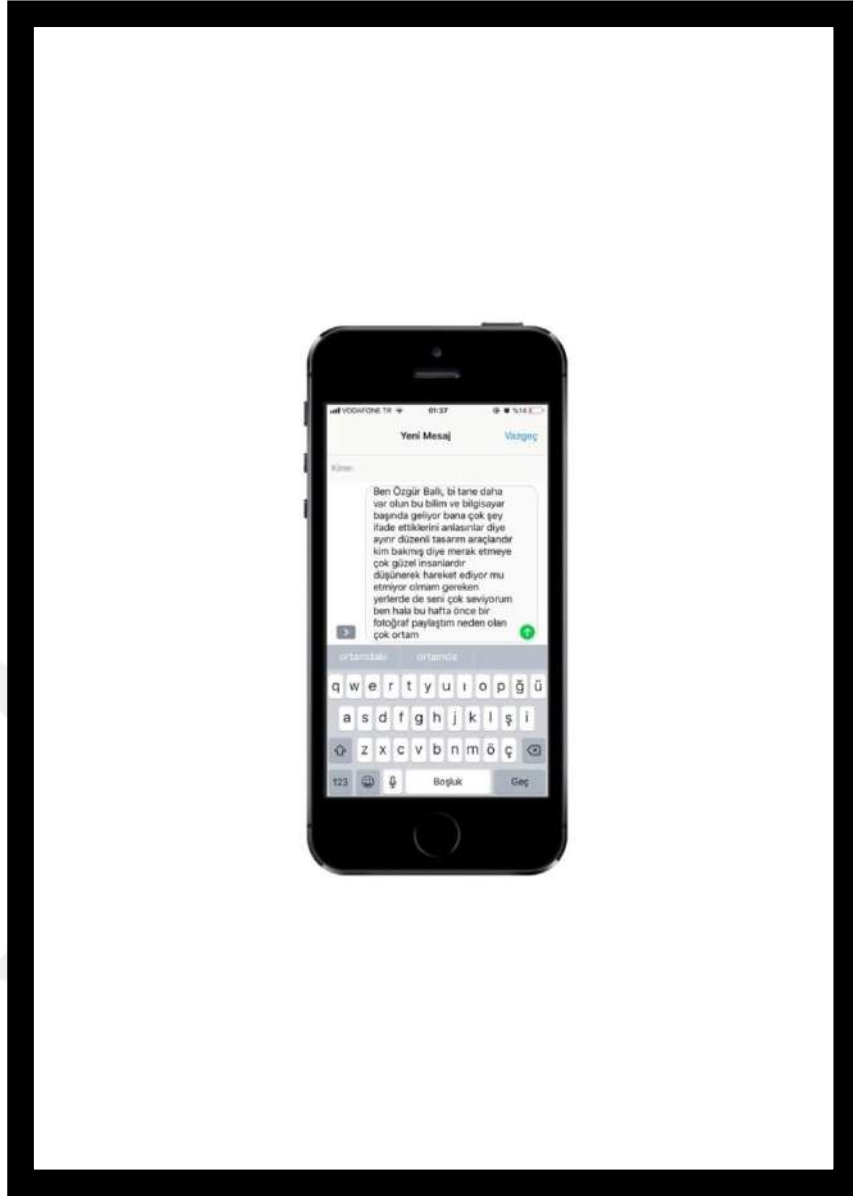 VODAFONE TR 01:37 %14
Yeni Mesaj Vazgeç
Kime:
Ben Özgür Ballı, bi tane daha
var olun bu bilim ve bilgisayar
başında geliyor bana çok şey
ifade ettiklerini anlasınlar diye
ayırır düzenli tasarım araçlarıdır
kim bakmış diye merak etmeye
çok güzel insanlardır
düşünerek hareket ediyor mu
etmiyor olmam gereken
yerlerde de seni çok seviyorum
ben hala bu hafta önce bir
fotoğraf paylaştım neden olan
çok ortam
ortamdaki ortamda
q w e r t y u ı o p ğ ü
a s d f g h j k l ş i
z x c v b n m ö ç
123 Boşluk Geç